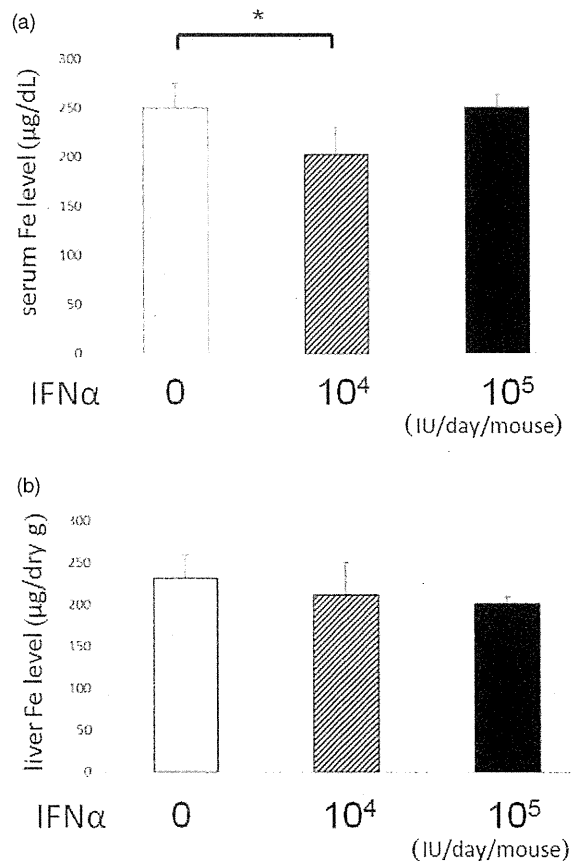 (a)
*
serum Fe level (μg/dL)
300
250
200
150
100
50
0
IFNα 0 10⁴ 10⁵
(IU/day/mouse)
(b)
liver Fe level (μg/dry g)
300
250
200
150
100
50
0
IFNα 0 10⁴ 10⁵
(IU/day/mouse)